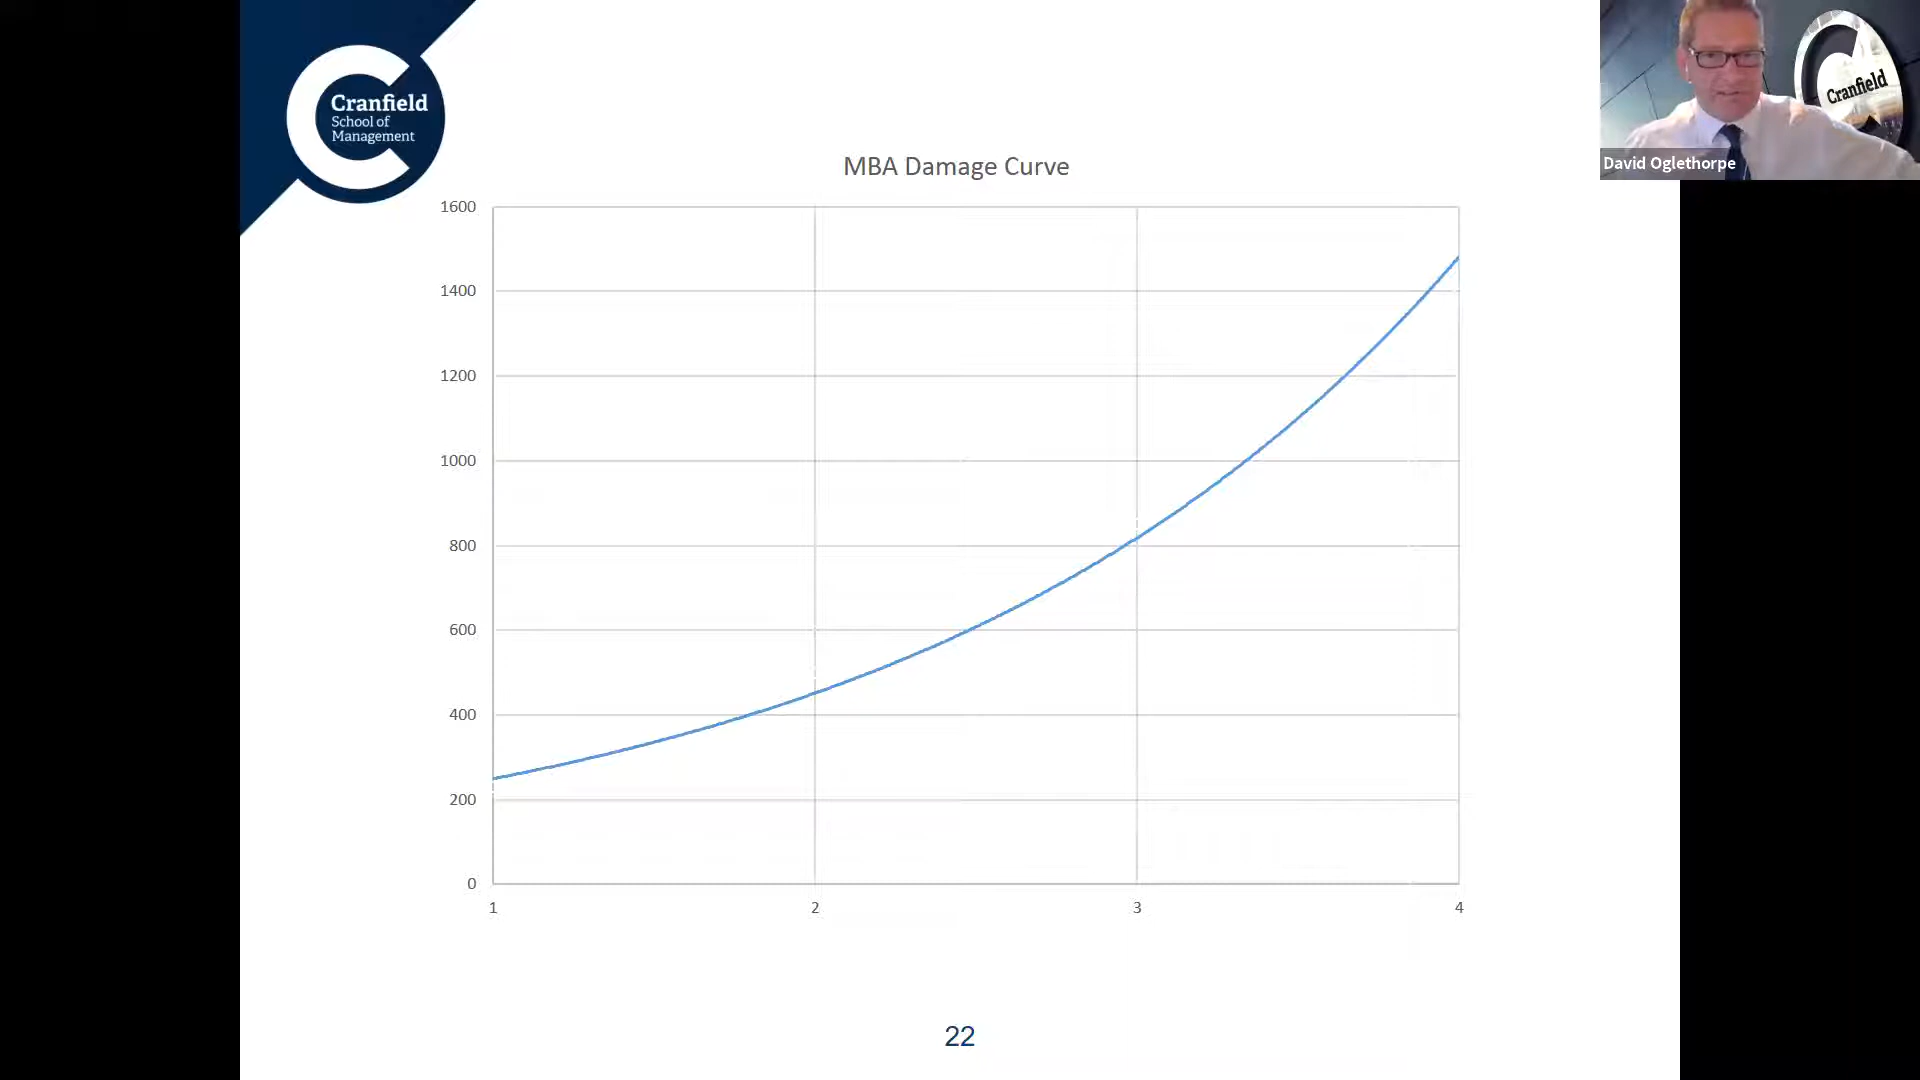 Cranfield
School of
Management
Cranfield
David Oglethorpe
MBA Damage Curve
1600
1400
1200
1000
800
600
400
200
0
1
2
3
4
22